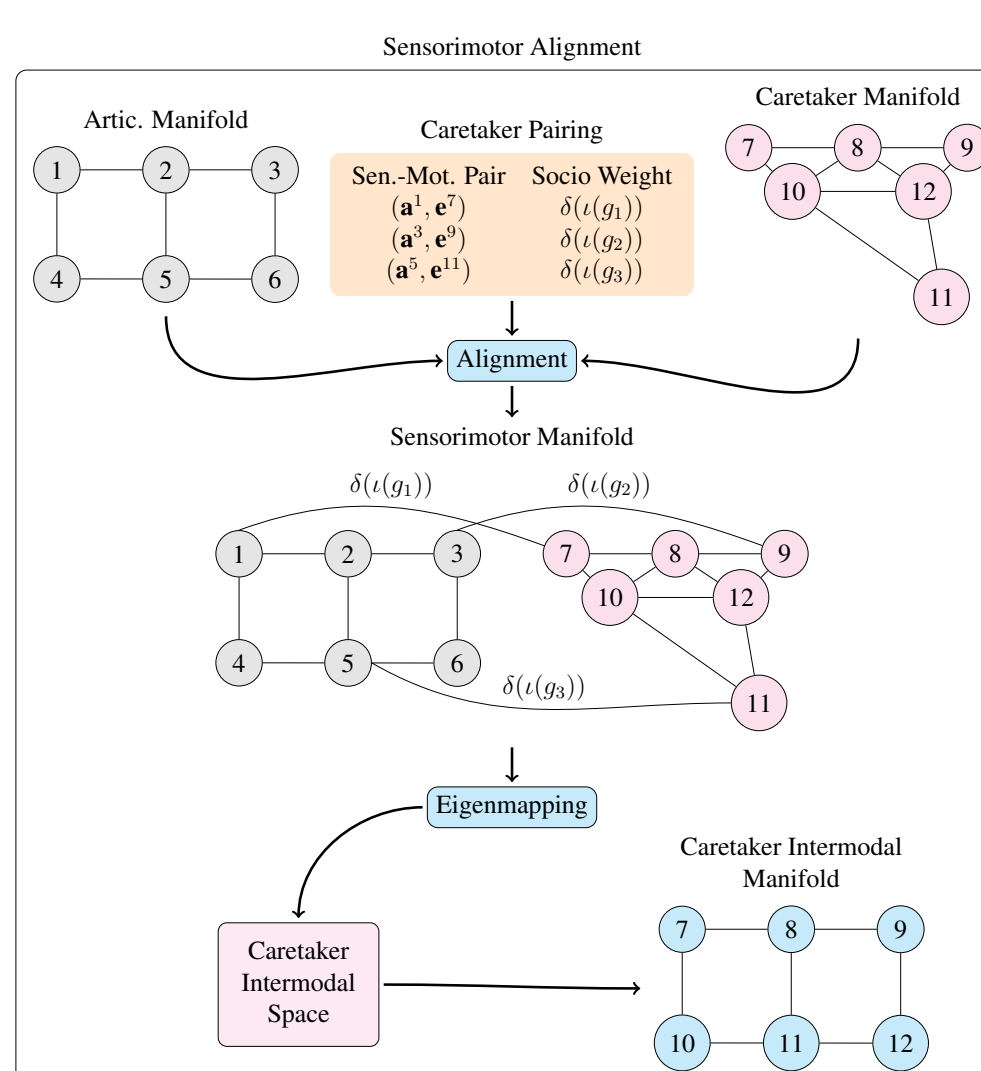 Sensorimotor Alignment
Artic. Manifold
1 2 3
4 5 6
Caretaker Pairing
Sen.-Mot. Pair Socio Weight
(a¹, e⁷) δ(ι(g₁))
(a³, e⁹) δ(ι(g₂))
(a⁵, e¹¹) δ(ι(g₃))
Caretaker Manifold
7 8 9
10 12
11
Alignment
Sensorimotor Manifold
δ(ι(g₁)) δ(ι(g₂))
1 2 3 7 8 9
10 12
4 5 6
δ(ι(g₃))
11
Eigenmapping
Caretaker
Intermodal
Space
Caretaker Intermodal
Manifold
7 8 9
10 11 12